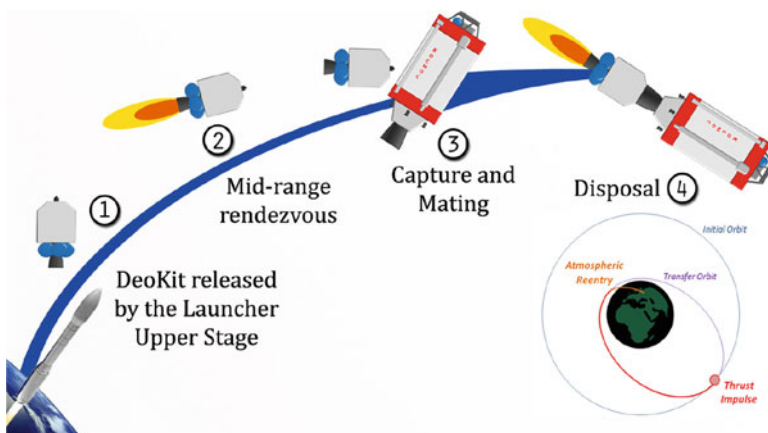 1
DeoKit released
by the Launcher
Upper Stage
2
Mid-range
rendezvous
3
Capture and
Mating
Disposal 4
Initial Orbit
Atmospheric
Reentry
Transfer Orbit
Thrust
Impulse